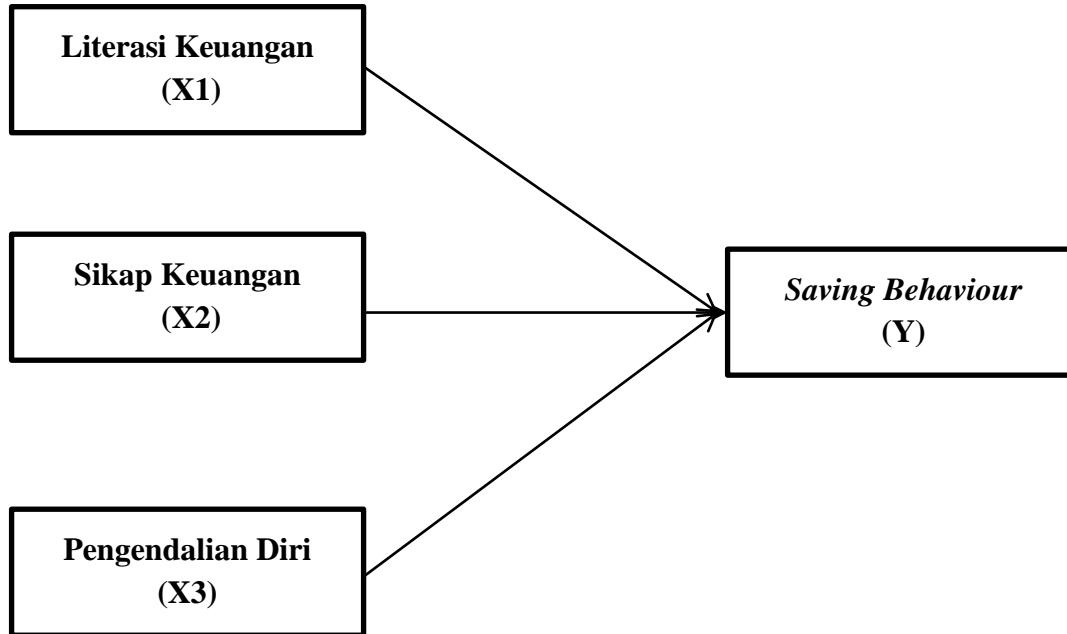 Literasi Keuangan
(X1)
Sikap Keuangan
(X2)
Saving Behaviour
(Y)
Pengendalian Diri
(X3)